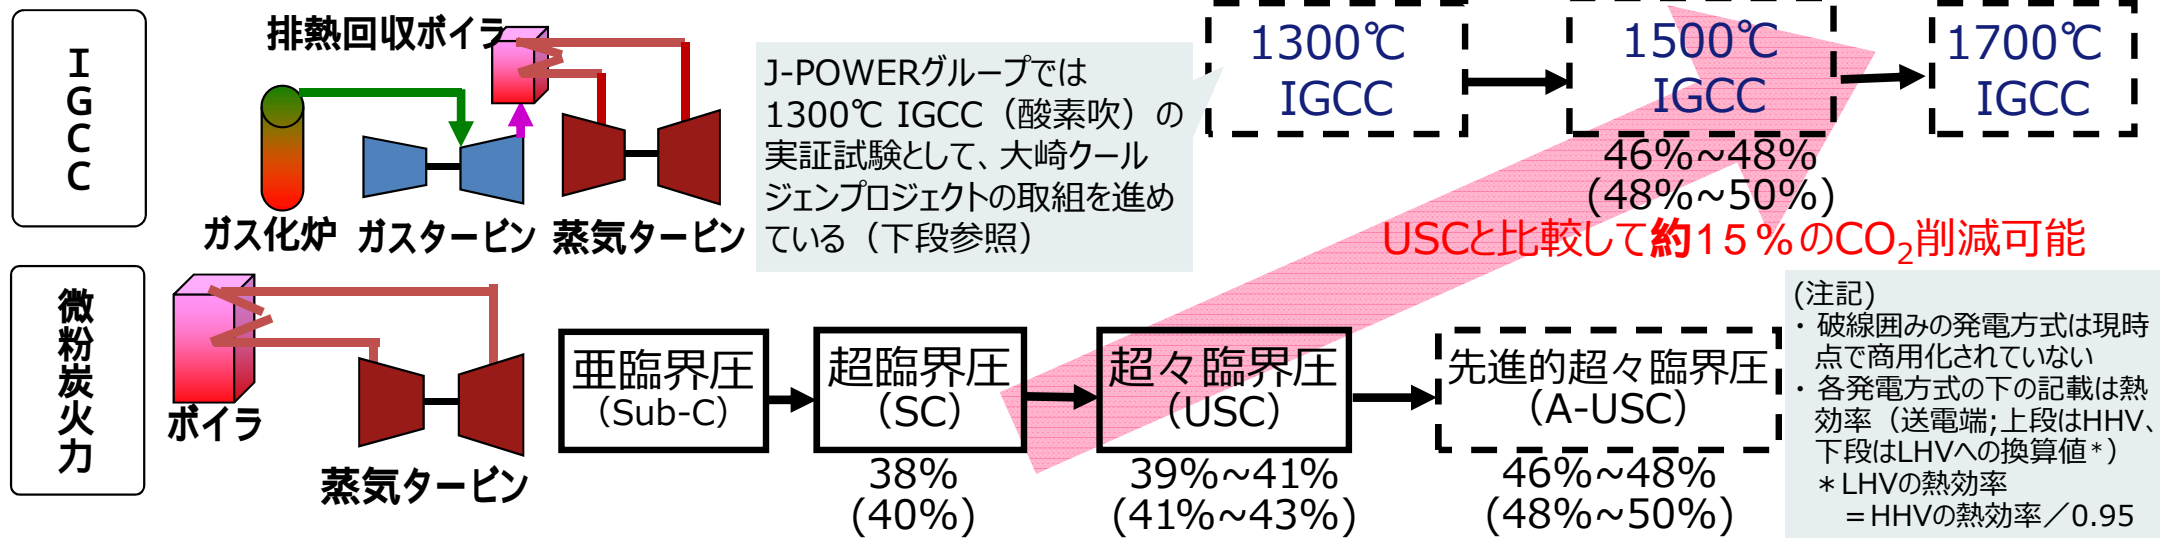 IGCC
排熱回収ボイラ
ガス化炉
ガスタービン
蒸気タービン
J-POWERグループでは
1300℃ IGCC（酸素吹）の
実証試験として、大崎クール
ジェンプロジェクトの取組を進め
ている（下段参照）
1300℃
IGCC
1500℃
IGCC
46%~48%
(48%~50%)
1700℃
IGCC
USCと比較して約15%のCO₂削減可能
微粉炭火力
ボイラ
蒸気タービン
亜臨界圧
（Sub-C）
超臨界圧
（SC）
38%
(40%)
超々臨界圧
（USC）
39%~41%
(41%~43%)
先進的超々臨界圧
（A-USC）
46%~48%
(48%~50%)
(注記)
・破線囲みの発電方式は現時
点で商用化されていない
・各発電方式の下の記載は熱
効率（送電端;上段はHHV、
下段はLHVへの換算値*）
＊LHVの熱効率
＝HHVの熱効率／0.95